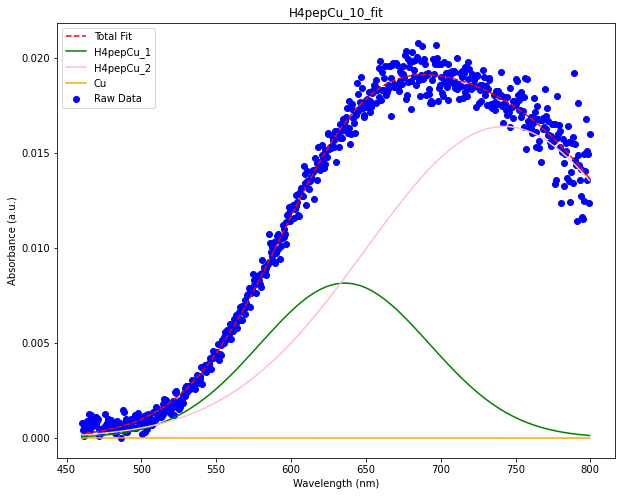 H4pepCu_10_fit
Total Fit
H4pepCu_1
H4pepCu_2
Cu
Raw Data
Absorbance (a.u.)
0.020
0.015
0.010
0.005
0.000
450 500 550 600 650 700 750 800
Wavelength (nm)